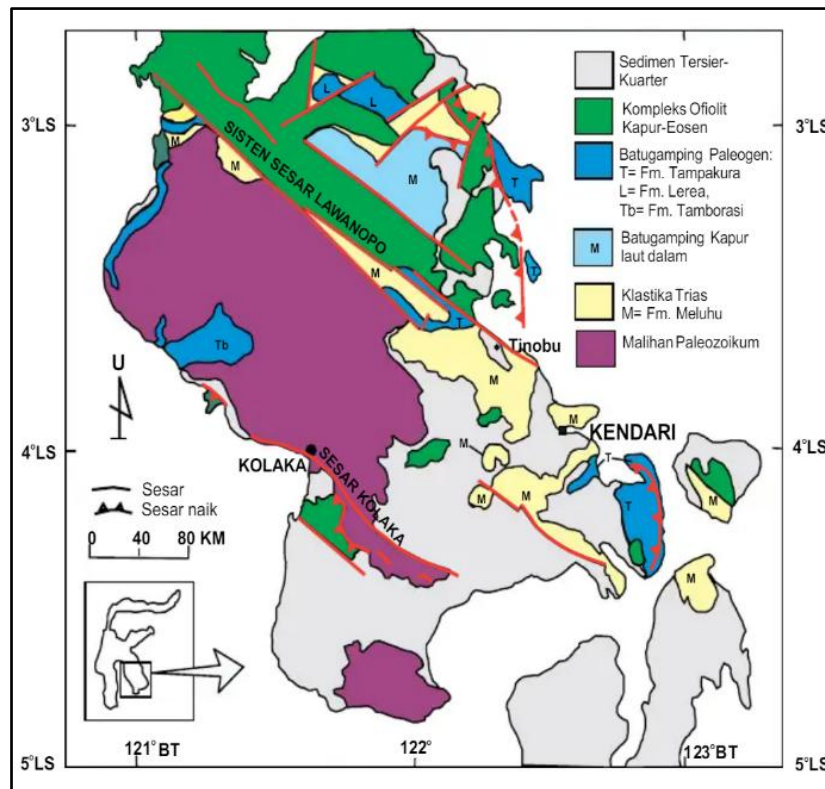 Sedimen Tersier-
Kuarter
Kompleks Ofiolit
Kapur-Eosen
Batugamping Paleogen:
T= Fm. Tampakura
L= Fm. Lerea,
Tb= Fm. Tamborasi
M
Batugamping Kapur
laut dalam
Klastika Trias
M= Fm. Meluhu
Malihan Paleozoikum
3°LS
3°LS
L
L
SISTEN SESAR LAWANOPO
M
M
M
T
T
M
T
Tb
Tinobu
M
U
4°LS
4°LS
M
KENDARI
KOLAKA
SESAR KOLAKA
M
T
M
M
T
M
M
M
Sesar
Sesar naik
0 40 80 KM
5°LS
121°BT
122°
123°BT
5°LS